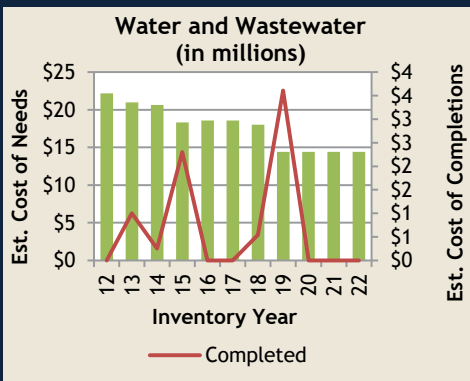 Water and Wastewater
(in millions)
Est. Cost of Needs
$25
$20
$15
$10
$5
$0
$4
$4
$3
$3
$2
$2
$1
$1
$0
Est. Cost of Completions
12 13 14 15 16 17 18 19 20 21 22
Inventory Year
Completed